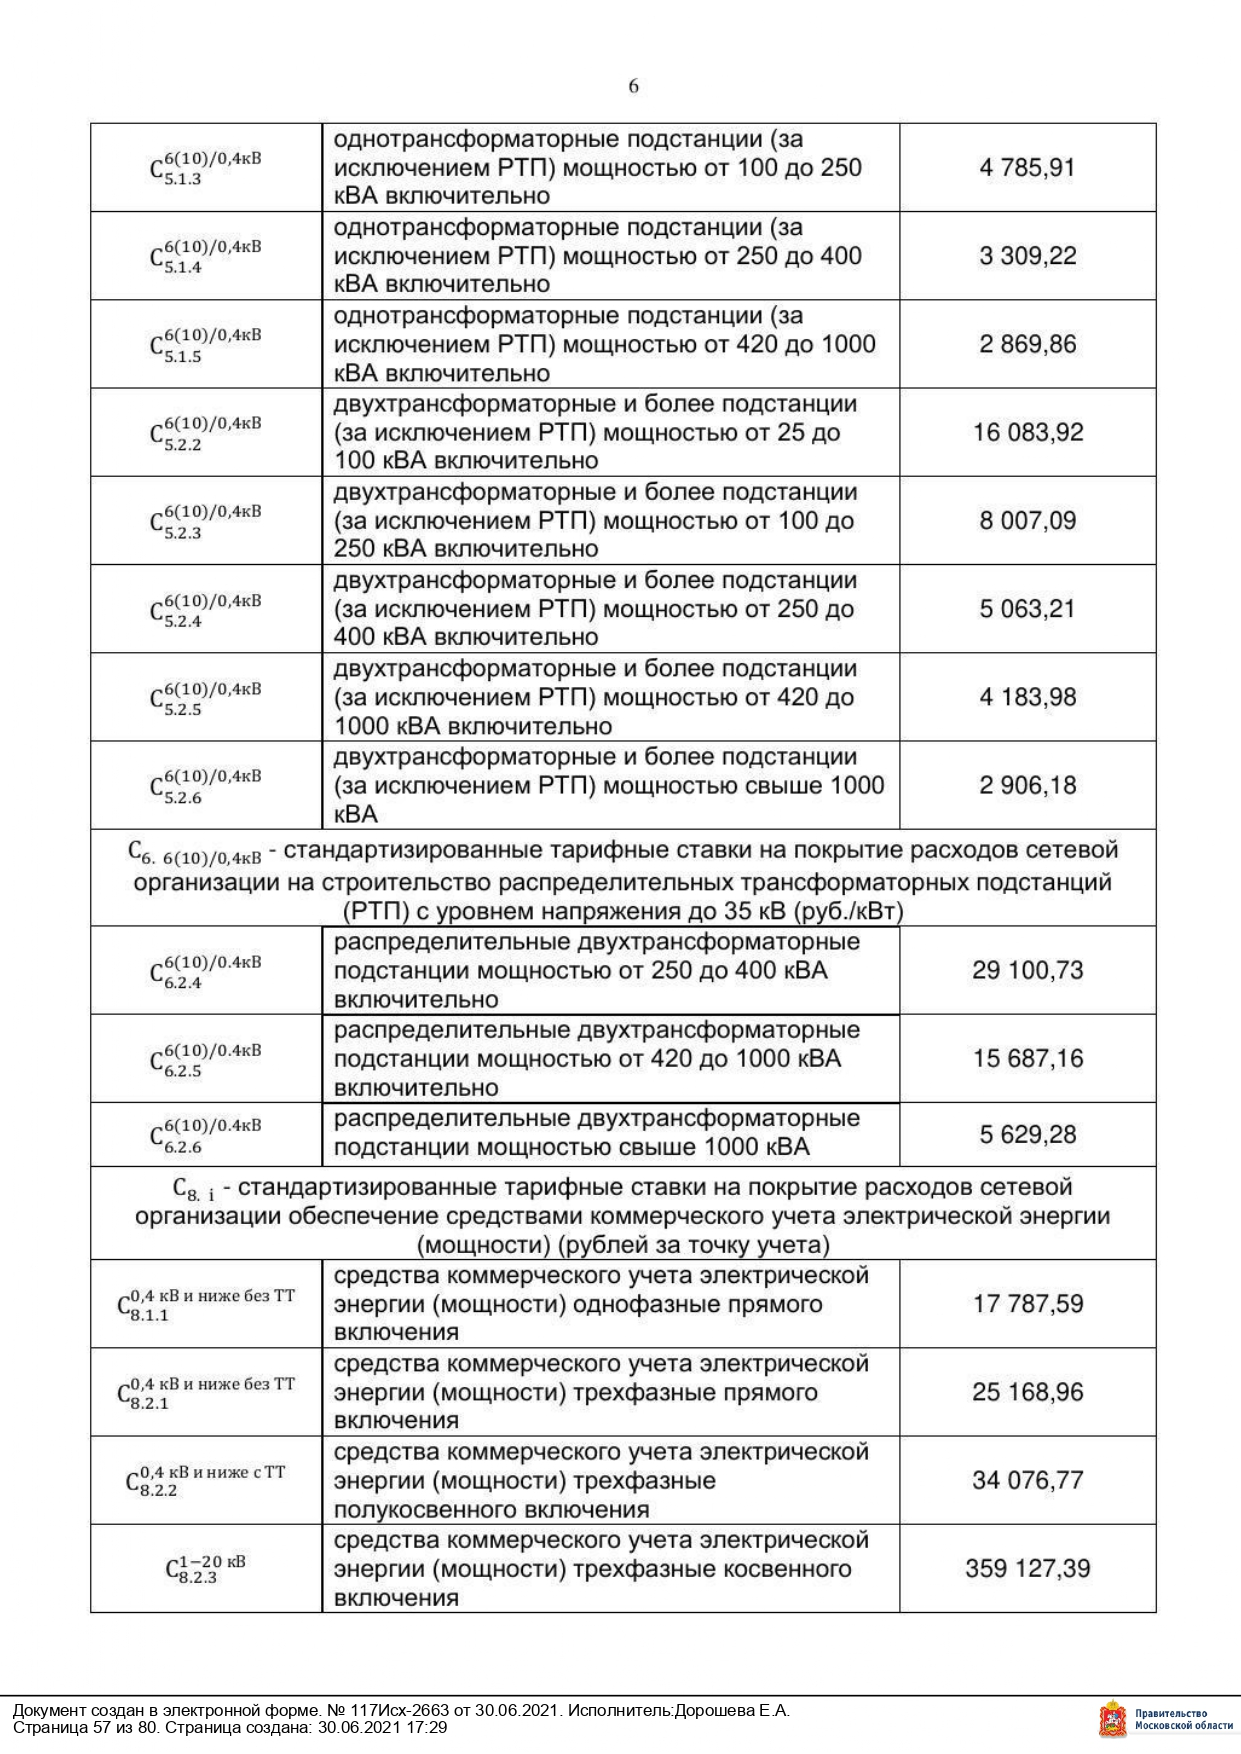 6
C 6(10)/0,4кВ 5.1.3
однотрансформаторные подстанции (за
исключением РТП) мощностью от 100 до 250
кВА включительно
4 785,91
C 6(10)/0,4кВ 5.1.4
однотрансформаторные подстанции (за
исключением РТП) мощностью от 250 до 400
кВА включительно
3 309,22
C 6(10)/0,4кВ 5.1.5
однотрансформаторные подстанции (за
исключением РТП) мощностью от 420 до 1000
кВА включительно
2 869,86
C 6(10)/0,4кВ 5.2.2
двухтрансформаторные и более подстанции
(за исключением РТП) мощностью от 25 до
100 кВА включительно
16 083,92
C 6(10)/0,4кВ 5.2.3
двухтрансформаторные и более подстанции
(за исключением РТП) мощностью от 100 до
250 кВА включительно
8 007,09
C 6(10)/0,4кВ 5.2.4
двухтрансформаторные и более подстанции
(за исключением РТП) мощностью от 250 до
400 кВА включительно
5 063,21
C 6(10)/0,4кВ 5.2.5
двухтрансформаторные и более подстанции
(за исключением РТП) мощностью от 420 до
1000 кВА включительно
4 183,98
C 6(10)/0,4кВ 5.2.6
двухтрансформаторные и более подстанции
(за исключением РТП) мощностью свыше 1000
кВА
2 906,18
C6. 6(10)/0,4кВ - стандартизированные тарифные ставки на покрытие расходов сетевой
организации на строительство распределительных трансформаторных подстанций
(РТП) с уровнем напряжения до 35 кВ (руб./кВт)
C 6(10)/0.4кВ 6.2.4
распределительные двухтрансформаторные
подстанции мощностью от 250 до 400 кВА
включительно
29 100,73
C 6(10)/0.4кВ 6.2.5
распределительные двухтрансформаторные
подстанции мощностью от 420 до 1000 кВА
включительно
15 687,16
C 6(10)/0.4кВ 6.2.6
распределительные двухтрансформаторные
подстанции мощностью свыше 1000 кВА
5 629,28
C8. i - стандартизированные тарифные ставки на покрытие расходов сетевой
организации обеспечение средствами коммерческого учета электрической энергии
(мощности) (рублей за точку учета)
C 0,4 кВ и ниже без ТТ 8.1.1
средства коммерческого учета электрической
энергии (мощности) однофазные прямого
включения
17 787,59
C 0,4 кВ и ниже без ТТ 8.2.1
средства коммерческого учета электрической
энергии (мощности) трехфазные прямого
включения
25 168,96
C 0,4 кВ и ниже с ТТ 8.2.2
средства коммерческого учета электрической
энергии (мощности) трехфазные
полукосвенного включения
34 076,77
C 1−20 кВ 8.2.3
средства коммерческого учета электрической
энергии (мощности) трехфазные косвенного
включения
359 127,39
Документ создан в электронной форме. № 117Исх-2663 от 30.06.2021. Исполнитель:Дорошева Е.А.
Страница 57 из 80. Страница создана: 30.06.2021 17:29
Правительство
Московской области